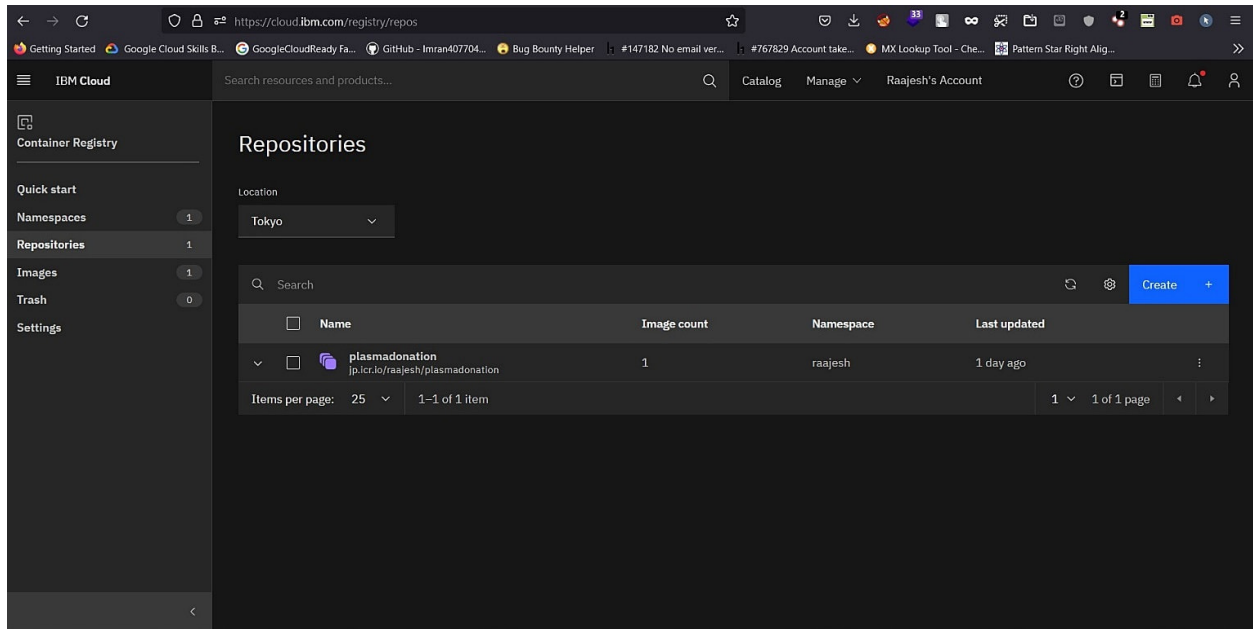 https://cloud.ibm.com/registry/repos
33
2
Getting Started Google Cloud Skills B... GoogleCloudReady Fa... GitHub - Imran407704... Bug Bounty Helper #147182 No email ver... #767829 Account take... MX Lookup Tool - Che... Pattern Star Right Alig...
IBM Cloud Search resources and products... Catalog Manage Raajesh's Account
Container Registry
Quick start
Namespaces 1
Repositories 1
Images 1
Trash 0
Settings
Repositories
Location
Tokyo
Search Create +
Name Image count Namespace Last updated
plasmadonation 1 raajesh 1 day ago
jp.icr.io/raajesh/plasmadonation
Items per page: 25 1–1 of 1 item 1 1 of 1 page